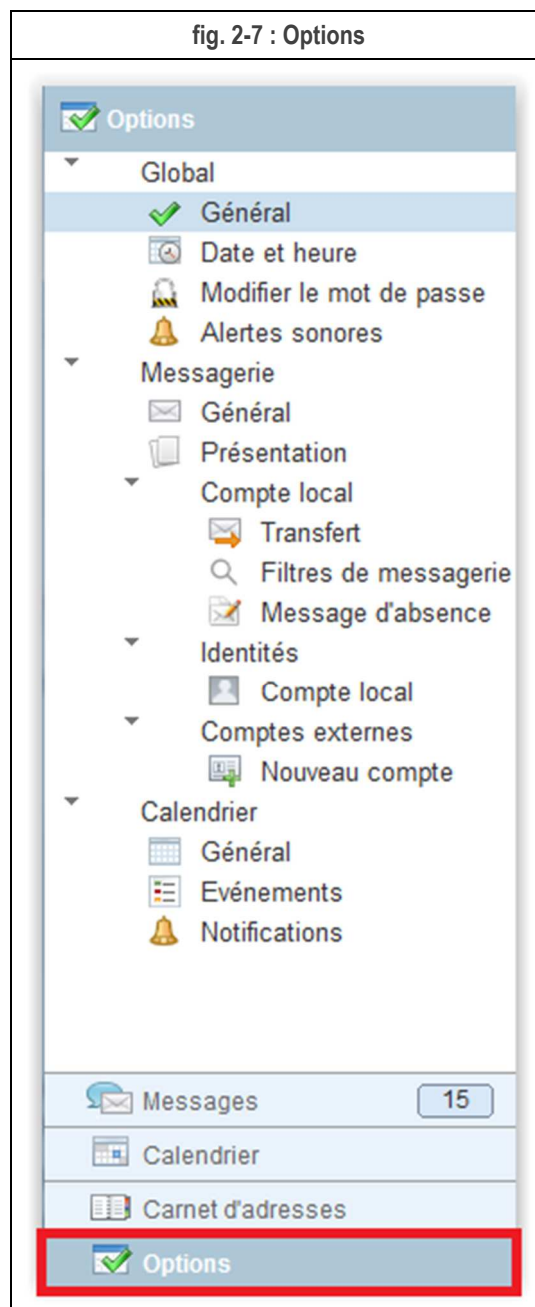 fig. 2-7 : Options
Options
Global
Général
Date et heure
Modifier le mot de passe
Alertes sonores
Messagerie
Général
Présentation
Compte local
Transfert
Filtres de messagerie
Message d'absence
Identités
Compte local
Comptes externes
Nouveau compte
Calendrier
Général
Evénements
Notifications
Messages 15
Calendrier
Carnet d'adresses
Options